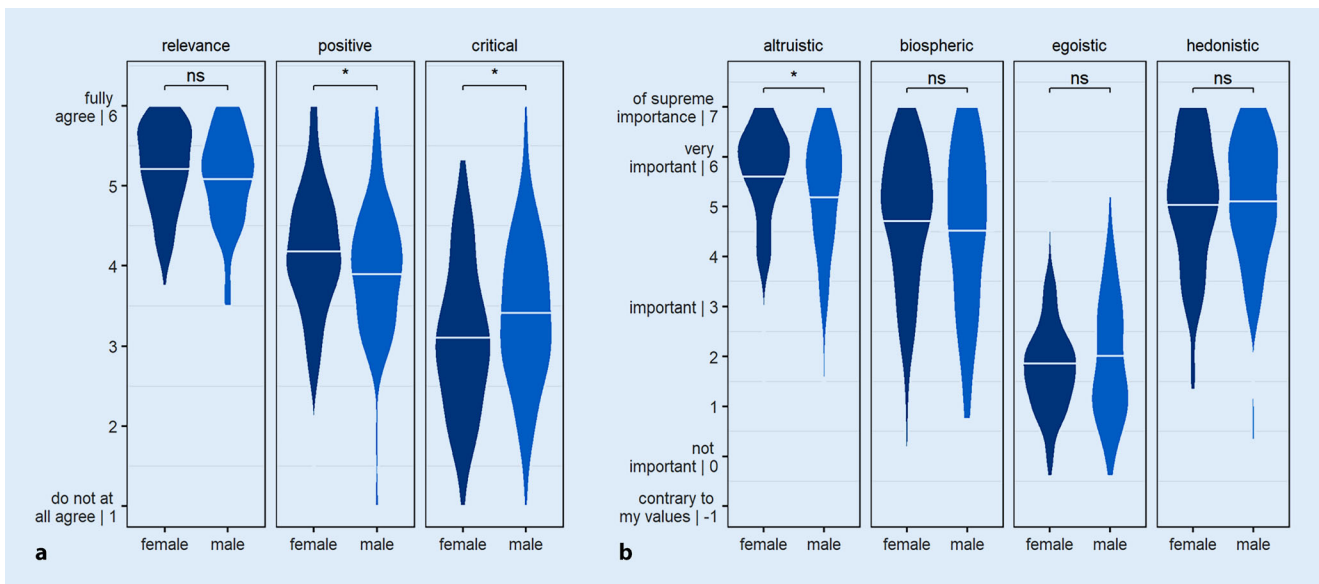 relevance positive critical
ns * *
fully
agree | 6
5
4
3
2
do not at
all agree | 1
female male female male female male
a
altruistic biospheric egoistic hedonistic
* ns ns ns
of supreme
importance | 7
very
important | 6
5
4
important | 3
2
1
not
important | 0
contrary to
my values | -1
female male female male female male female male
b